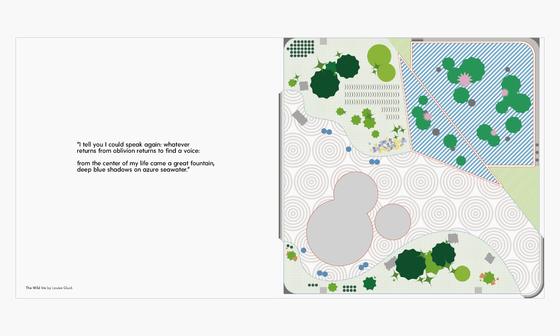 "I tell you I could speak again: whatever
returns from oblivion returns to find a voice:
from the center of my life came a great fountain,
deep blue shadows on azure seawater."
The Wild Iris by Louise Gluck